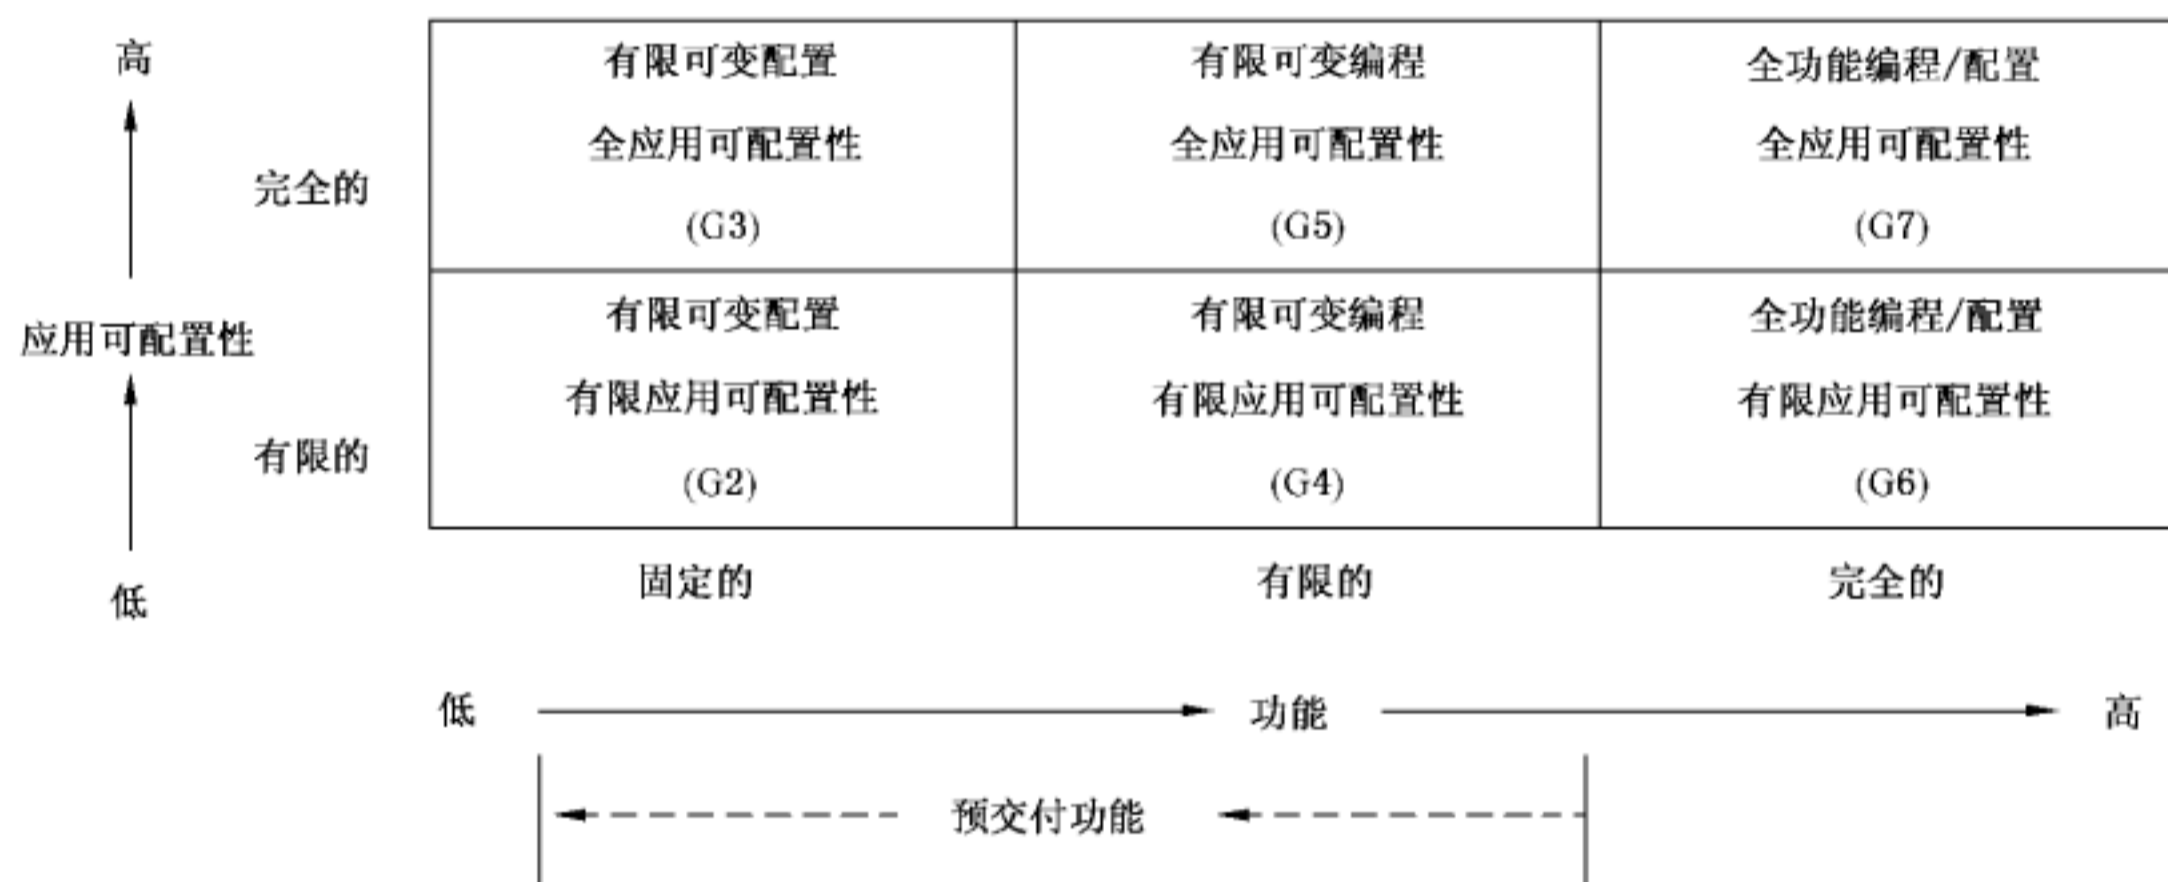 高
有限可变配置
有限可变编程
全功能编程/配置
全应用可配置性
全应用可配置性
全应用可配置性
完全的
(G3)
(G5)
(G7)
应用可配置性
有限可变配置
有限可变编程
全功能编程/配置
有限应用可配置性
有限应用可配置性
有限应用可配置性
有限的
(G2)
(G4)
(G6)
低
固定的
有限的
完全的
低
功能
高
预交付功能